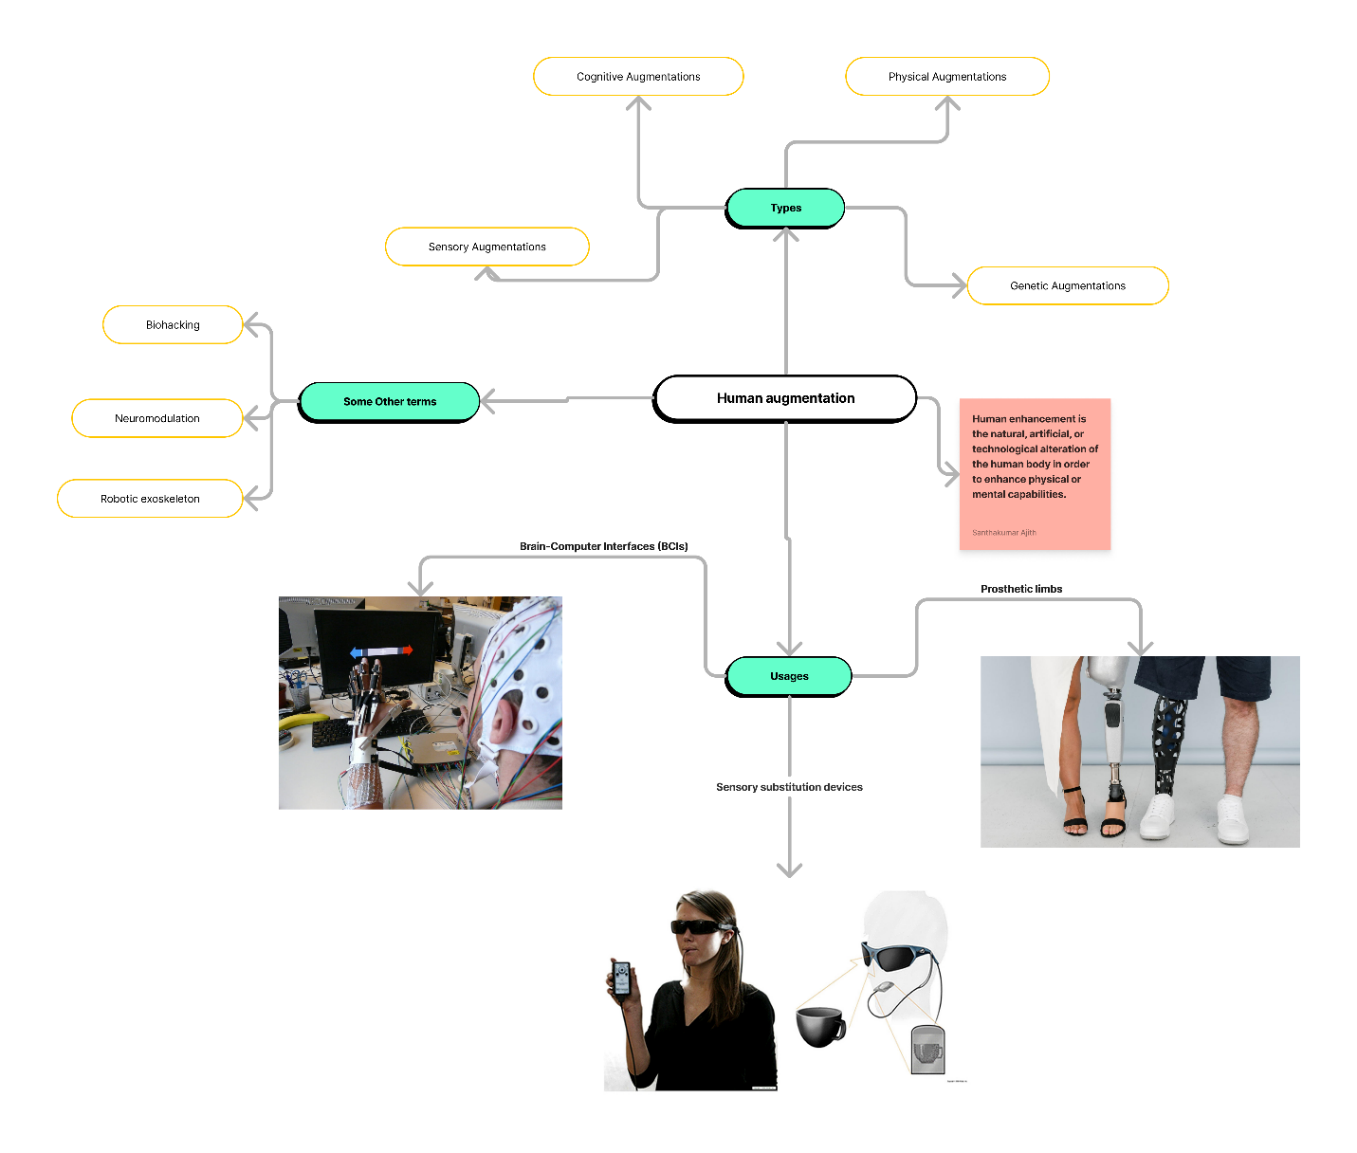 Cognitive Augmentations
Physical Augmentations
Types
Sensory Augmentations
Genetic Augmentations
Biohacking
Human augmentation
Some Other terms
Neuromodulation
Robotic exoskeleton
Human enhancement is
the natural, artificial, or
technological alteration of
the human body in order
to enhance physical or
mental capabilities.
Santhakumar Ajith
Brain-Computer Interfaces (BCIs)
Prosthetic limbs
Usages
Sensory substitution devices